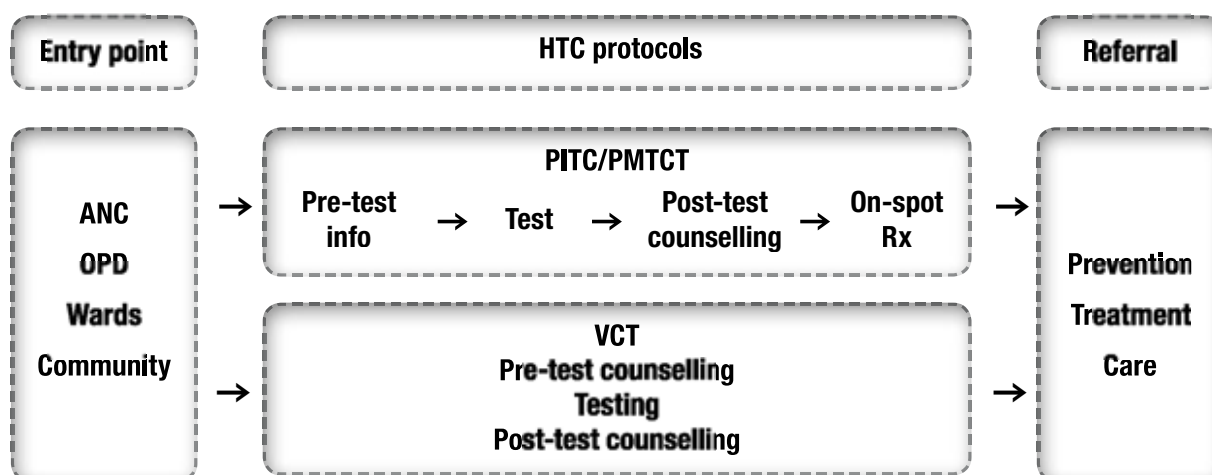 Entry point
HTC protocols
Referral
ANC
OPD
Wards
Community
→
→
PITC/PMTCT
Pre-test
info
→
Test
→
Post-test
counselling
→
On-spot
Rx
VCT
Pre-test counselling
Testing
Post-test counselling
→
→
Prevention
Treatment
Care